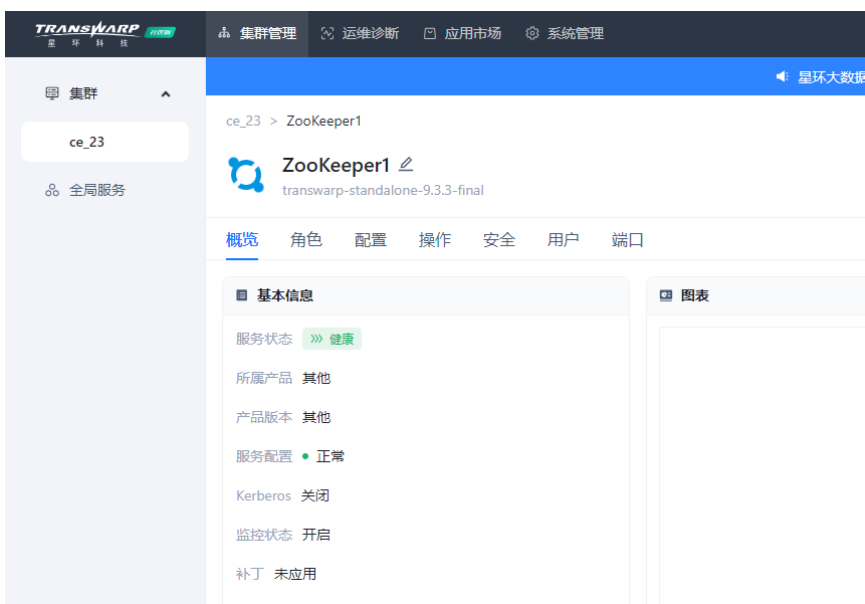 TRANSWARP 社区版
星 环 科 技
集群管理 运维诊断 应用市场 系统管理
集群
星环大数据
ce_23 > ZooKeeper1
ce_23
ZooKeeper1
transwarp-standalone-9.3.3-final
全局服务
概览 角色 配置 操作 安全 用户 端口
基本信息
图表
服务状态 健康
所属产品 其他
产品版本 其他
服务配置 正常
Kerberos 关闭
监控状态 开启
补丁 未应用